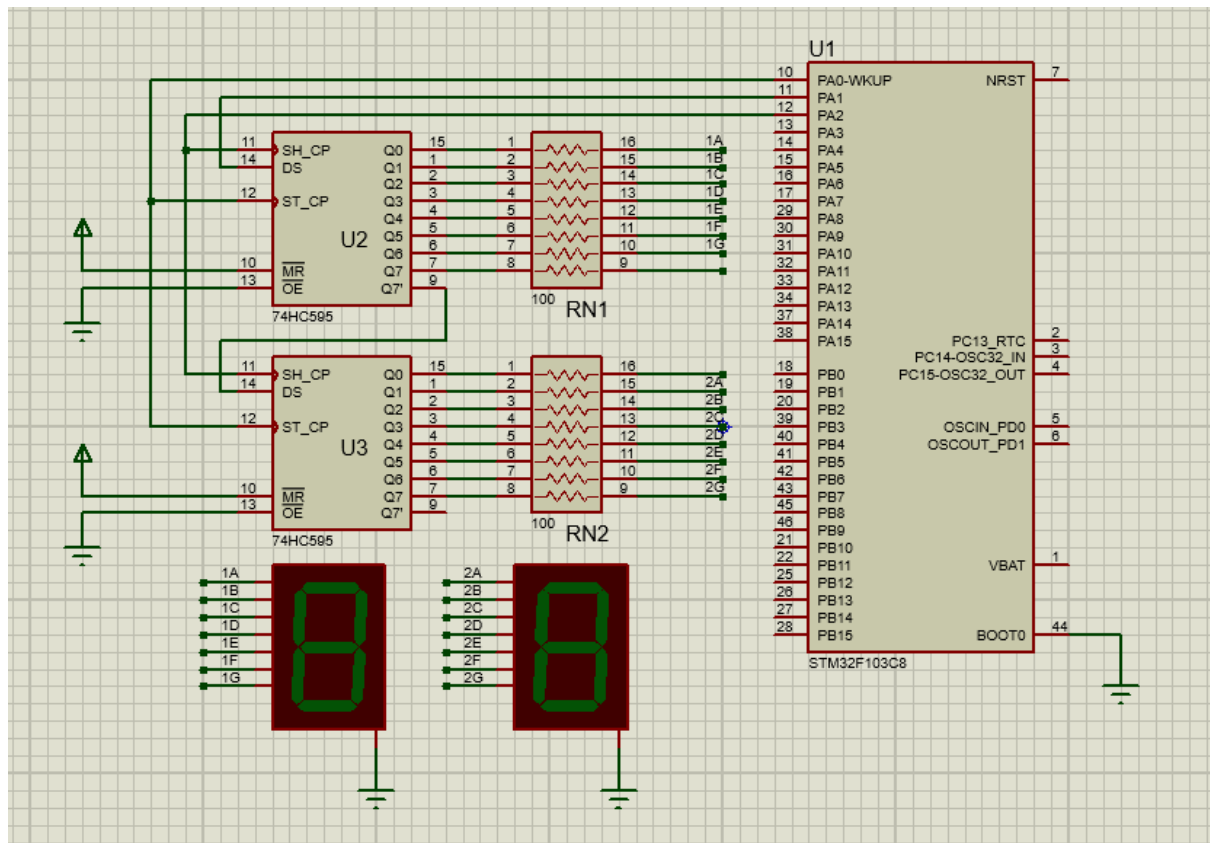 U1
10 PA0-WKUP NRST 7
11 PA1
12 PA2
13 PA3
14 PA4
15 PA5
16 PA6
17 PA7
29 PA8
30 PA9
31 PA10
32 PA11
33 PA12
34 PA13
37 PA14
38 PA15
PC13_RTC 2
PC14-OSC32_IN 3
PC15-OSC32_OUT 4
18 PB0
19 PB1
20 PB2
39 PB3
40 PB4
41 PB5
42 PB6
43 PB7
45 PB8
46 PB9
21 PB10
22 PB11
25 PB12
26 PB13
27 PB14
28 PB15
OSCIN_PD0 5
OSCOUT_PD1 6
VBAT 1
BOOT0 44
STM32F103C8
11 SH_CP Q0 15 1 16 1A
14 DS Q1 1 2 15 1B
Q2 2 3 14 1C
12 ST_CP Q3 3 4 13 1D
Q4 4 5 12 1E
U2 Q5 5 6 11 1F
Q6 6 7 10 1G
10 MR Q7 7 8 9
13 OE Q7' 9
74HC595
100 RN1
11 SH_CP Q0 15 1 16
14 DS Q1 1 2 15 2A
Q2 2 3 14 2B
12 ST_CP Q3 3 4 13 2C
U3 Q4 4 5 12 2D
Q5 5 6 11 2E
Q6 6 7 10 2F
10 MR Q7 7 8 9 2G
13 OE Q7' 9
74HC595
100 RN2
1A
1B
1C
1D
1E
1F
1G
2A
2B
2C
2D
2E
2F
2G